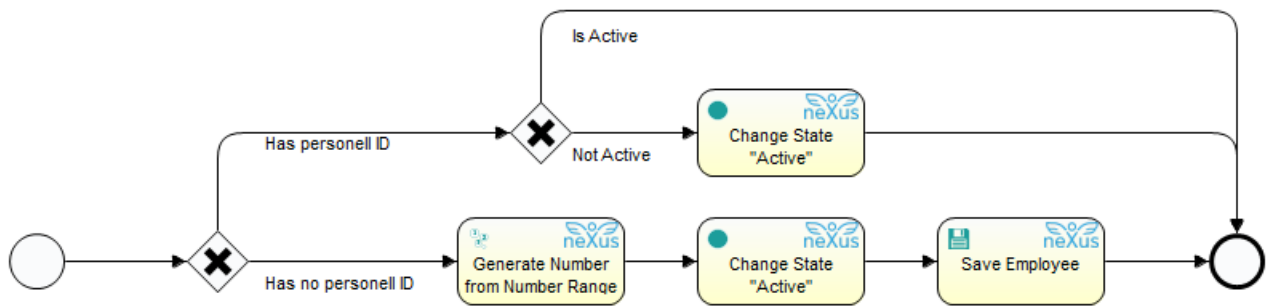 Is Active
neXus
Has personell ID
Not Active
Change State
"Active"
neXus
neXus
neXus
Has no personell ID
Generate Number
from Number Range
Change State
"Active"
Save Employee